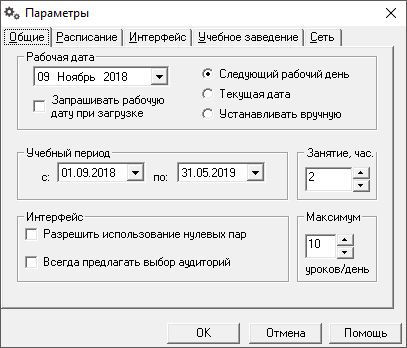 Параметры
Общие Расписание Интерфейс Учебное заведение Сеть
Рабочая дата
09 Ноябрь 2018
Запрашивать рабочую
дату при загрузке
Следующий рабочий день
Текущая дата
Устанавливать вручную
Учебный период
с: 01.09.2018 по: 31.05.2019
Занятие, час.
2
Интерфейс
Разрешить использование нулевых пар
Всегда предлагать выбор аудиторий
Максимум
10
уроков/день
OK Отмена Помощь